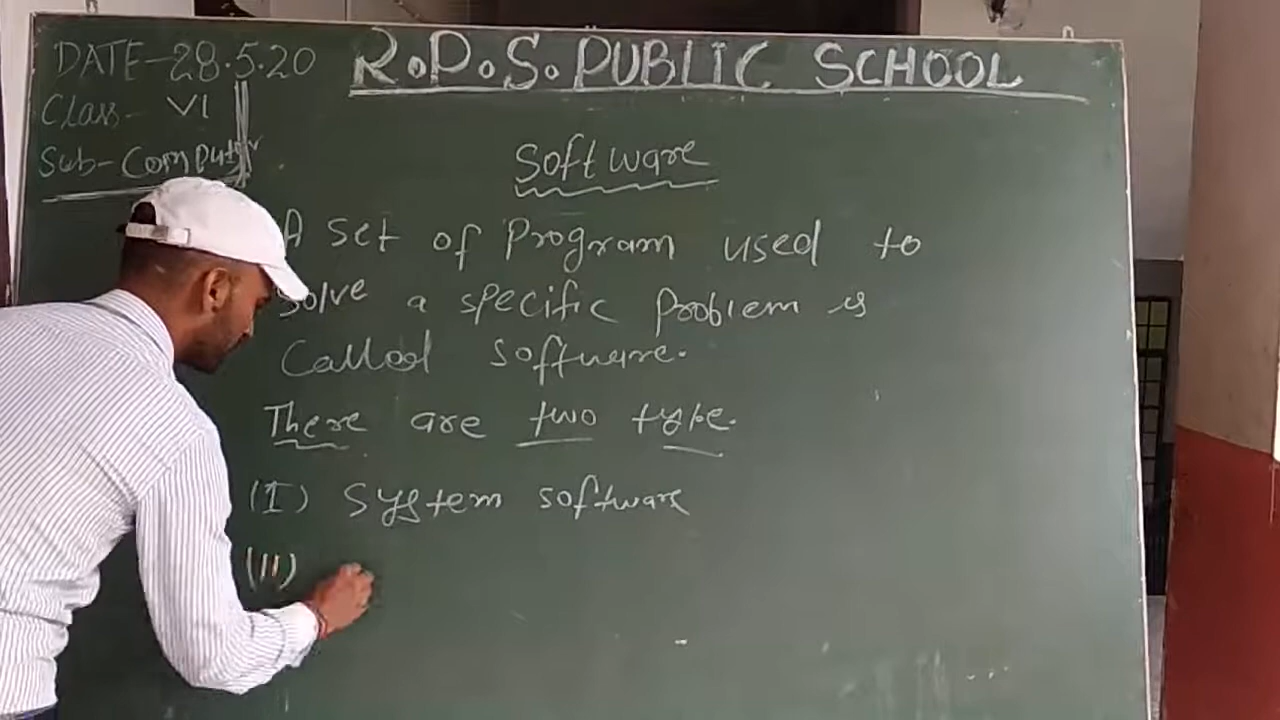 DATE-28.5.20
R.P.S. PUBLIC SCHOOL
Class- VI
Sub-Computer
Software
A set of Program used to
solve a specific problem is
Called software.
There are two type.
(I) System software
(II)